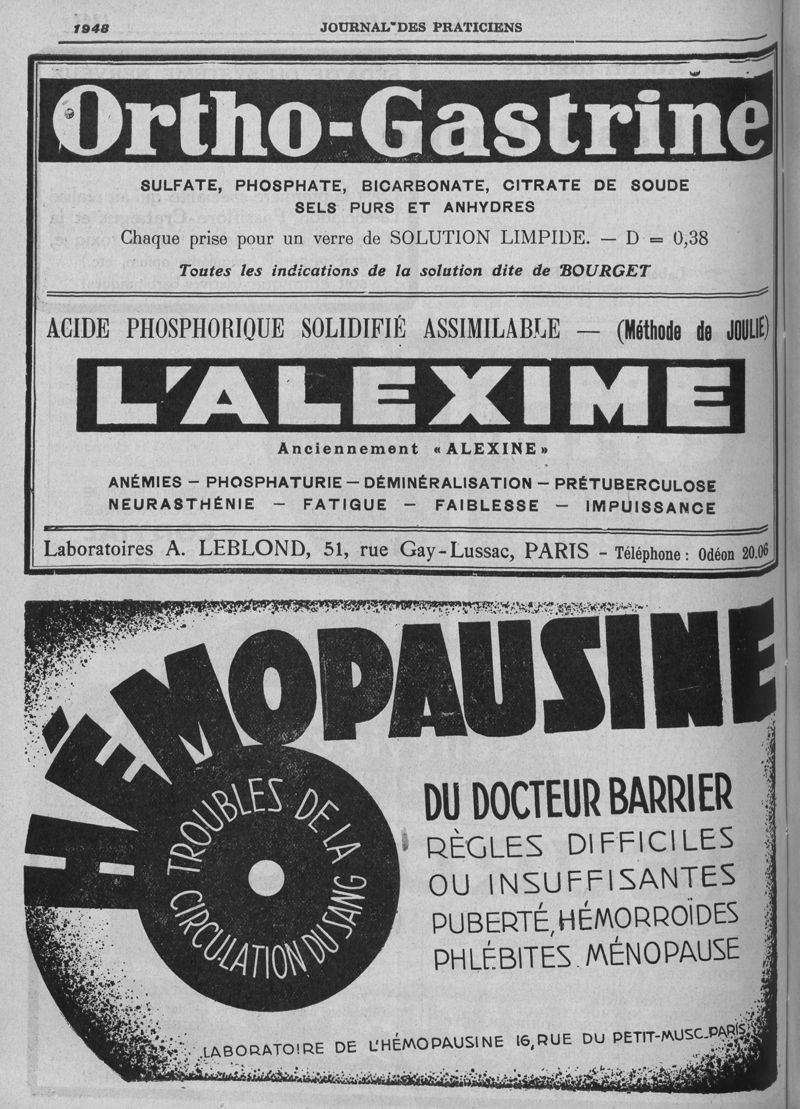 1948
JOURNAL DES PRATICIENS
Ortho-Gastrine
SULFATE, PHOSPHATE, BICARBONATE, CITRATE DE SOUDE
SELS PURS ET ANHYDRES
Chaque prise pour un verre de SOLUTION LIMPIDE. — D = 0,38
Toutes les indications de la solution dite de BOURGET
ACIDE PHOSPHORIQUE SOLIDIFIÉ ASSIMILABLE — (Méthode de JOULIE)
L'ALEXIME
Anciennement « ALEXINE »
ANÉMIES — PHOSPHATURIE — DÉMINÉRALISATION — PRÉTUBERCULOSE
NEURASTHÉNIE — FATIGUE — FAIBLESSE — IMPUISSANCE
Laboratoires A. LEBLOND, 51, rue Gay-Lussac, PARIS - Téléphone : Odéon 20.06
HÉMOPAUSINE
TROUBLES DE LA
CIRCULATION DU SANG
DU DOCTEUR BARRIER
RÈGLES DIFFICILES
OU INSUFFISANTES
PUBERTÉ, HÉMORROÏDES
PHLÉBITES. MÉNOPAUSE
LABORATOIRE DE L'HÉMOPAUSINE 16, RUE DU PETIT-MUSC. PARIS